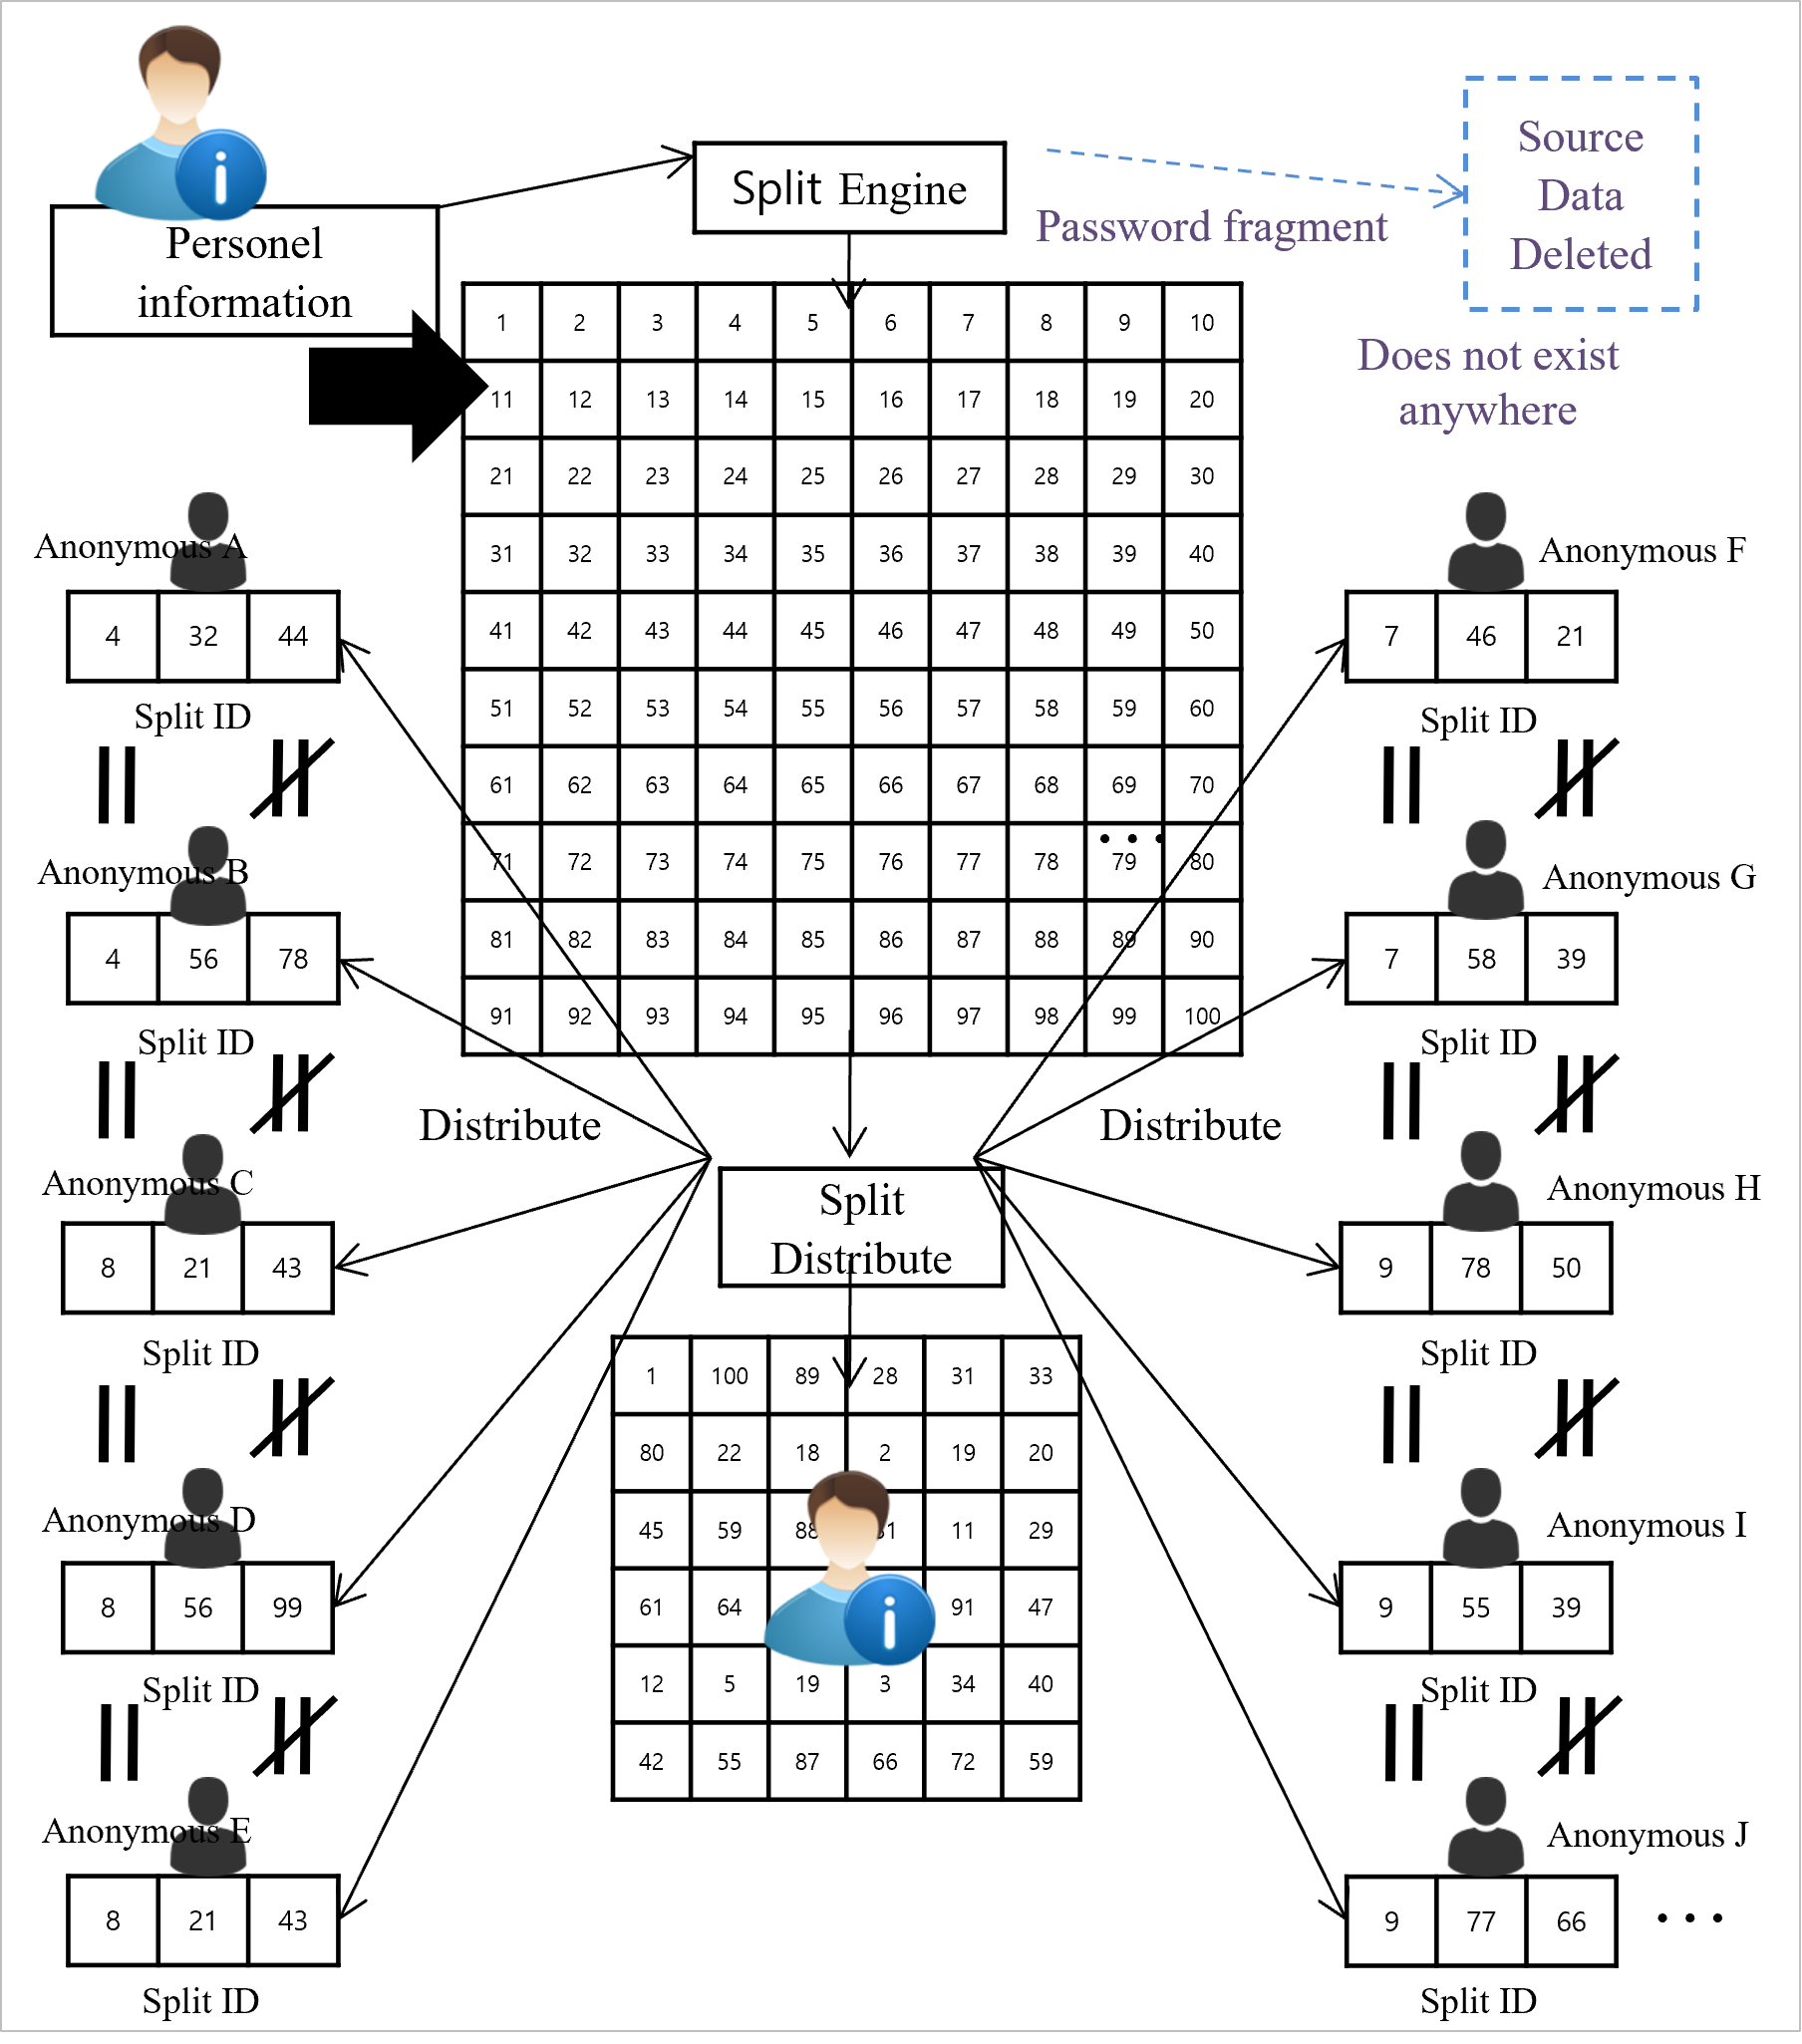 Personel
information
Split Engine
Password fragment
Source
Data
Deleted
Does not exist
anywhere
1 2 3 4 5 6 7 8 9 10
11 12 13 14 15 16 17 18 19 20
21 22 23 24 25 26 27 28 29 30
31 32 33 34 35 36 37 38 39 40
41 42 43 44 45 46 47 48 49 50
51 52 53 54 55 56 57 58 59 60
61 62 63 64 65 66 67 68 69 70
71 72 73 74 75 76 77 78 79 80
81 82 83 84 85 86 87 88 89 90
91 92 93 94 95 96 97 98 99 100
...
Anonymous A
4 32 44
Split ID
Anonymous B
4 56 78
Split ID
Anonymous C
8 21 43
Split ID
Anonymous D
8 56 99
Split ID
Anonymous E
8 21 43
Split ID
Distribute
Distribute
Split
Distribute
1 100 89 28 31 33
80 22 18 2 19 20
45 59 11 29
61 64 91 47
12 5 19 3 34 40
42 55 87 66 72 59
Anonymous F
7 46 21
Split ID
Anonymous G
7 58 39
Split ID
Anonymous H
9 78 50
Split ID
Anonymous I
9 55 39
Split ID
Anonymous J
9 77 66
...
Split ID